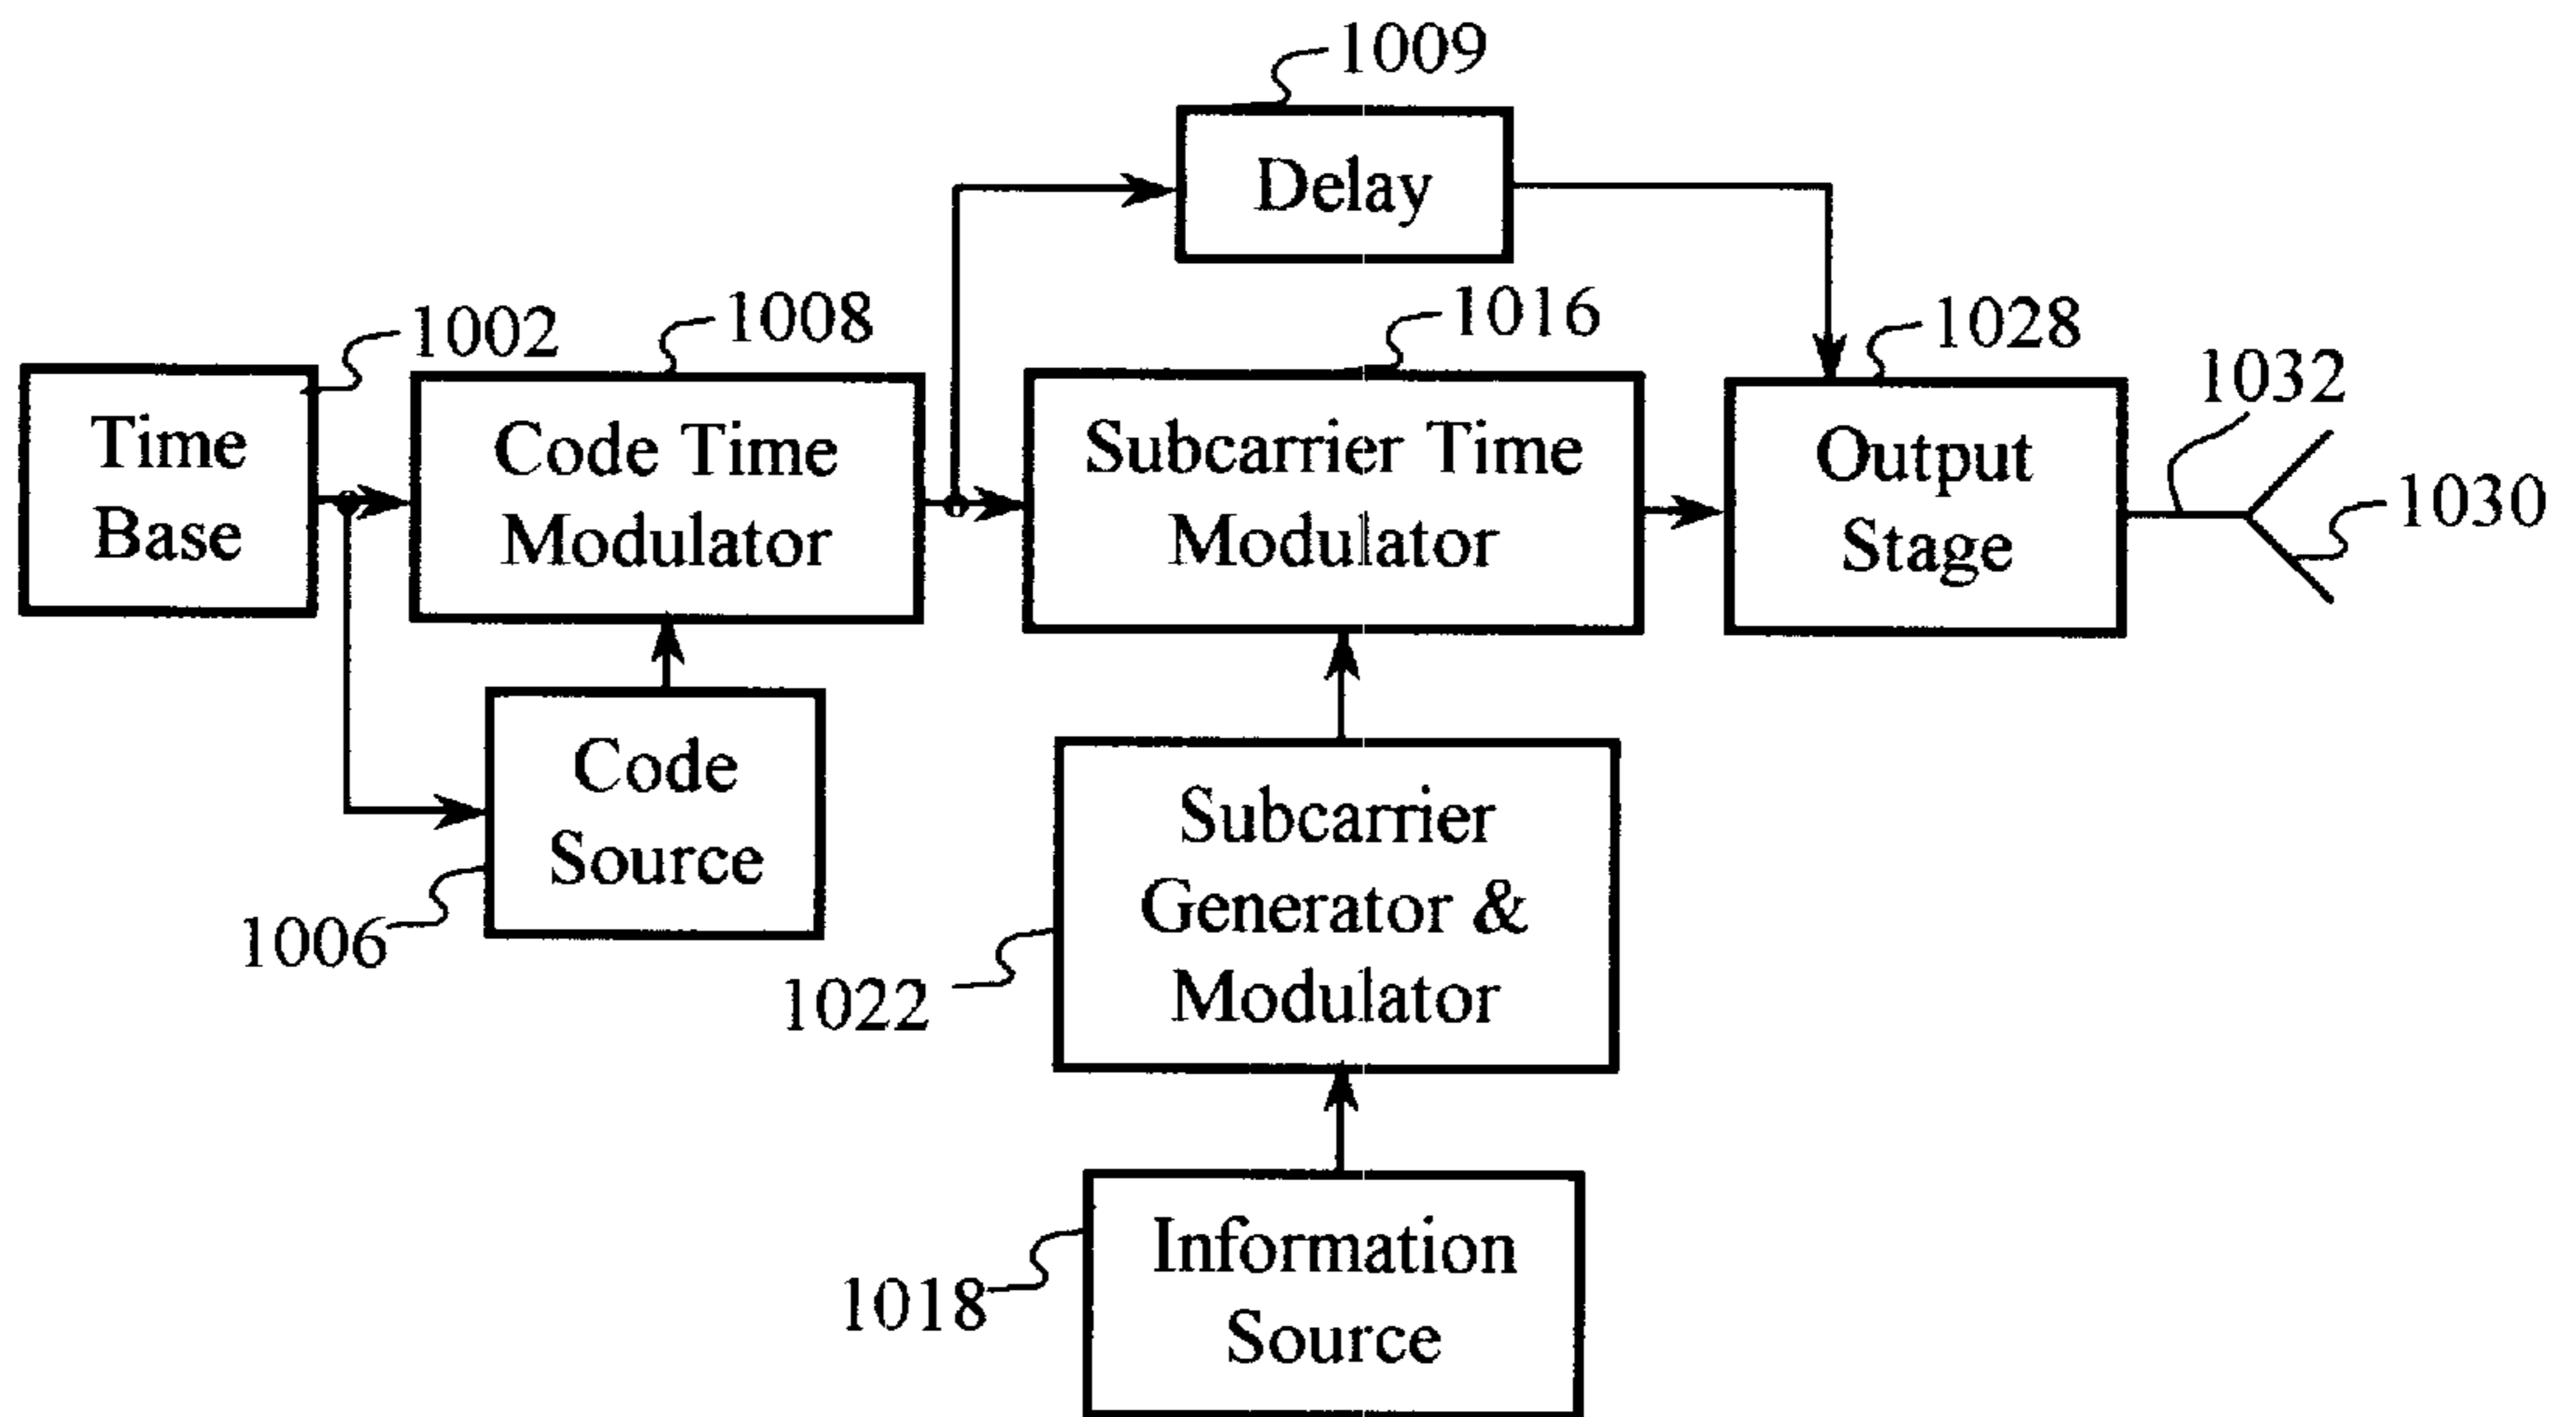 1009
Delay
1002
1008
1016
1028
1032
1030
Time
Base
Code Time
Modulator
Subcarrier Time
Modulator
Output
Stage
Code
Source
1006
Subcarrier
Generator &
Modulator
1022
Information
Source
1018